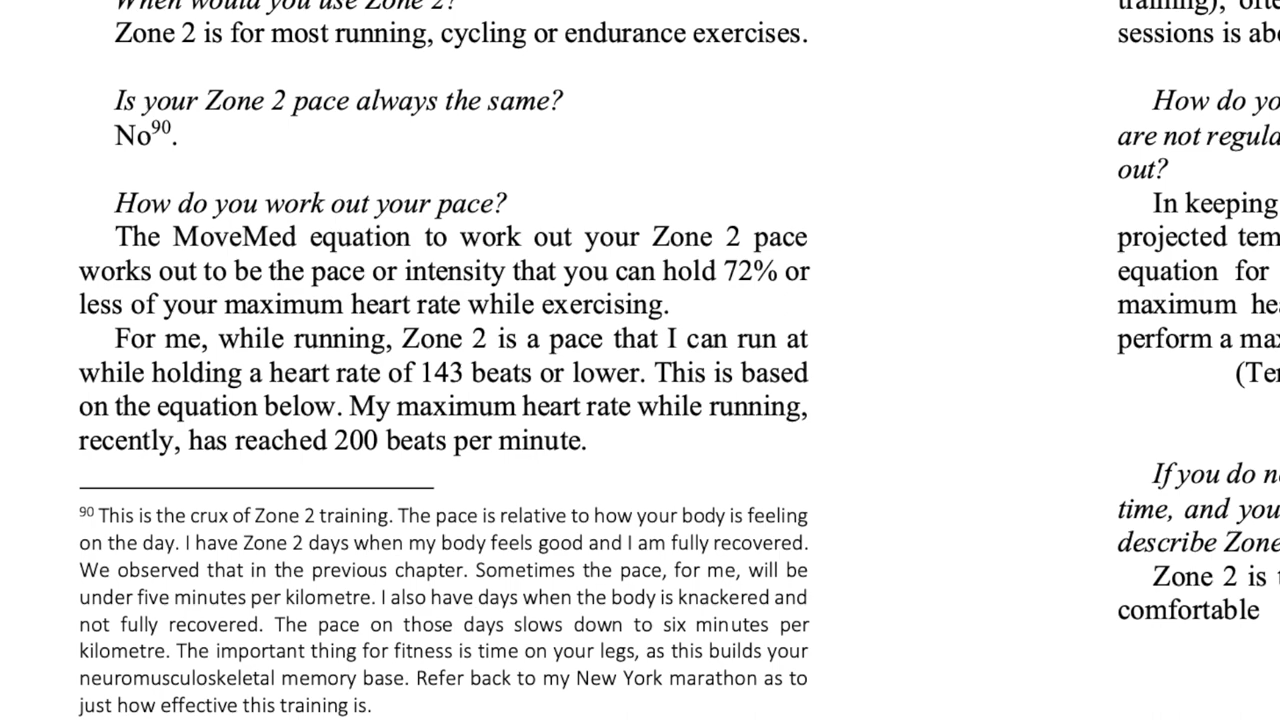 When would you use Zone 2?
Zone 2 is for most running, cycling or endurance exercises.
Is your Zone 2 pace always the same?
No⁹⁰.
How do you work out your pace?
The MoveMed equation to work out your Zone 2 pace
works out to be the pace or intensity that you can hold 72% or
less of your maximum heart rate while exercising.
For me, while running, Zone 2 is a pace that I can run at
while holding a heart rate of 143 beats or lower. This is based
on the equation below. My maximum heart rate while running,
recently, has reached 200 beats per minute.
⁹⁰ This is the crux of Zone 2 training. The pace is relative to how your body is feeling
on the day. I have Zone 2 days when my body feels good and I am fully recovered.
We observed that in the previous chapter. Sometimes the pace, for me, will be
under five minutes per kilometre. I also have days when the body is knackered and
not fully recovered. The pace on those days slows down to six minutes per
kilometre. The important thing for fitness is time on your legs, as this builds your
neuromusculoskeletal memory base. Refer back to my New York marathon as to
just how effective this training is.
training), 
sessions is
How do
are not
out?
In keeping
projected
equation for
maximum
perform a
If you do
time, and
describe
Zone 2 is
comfortable